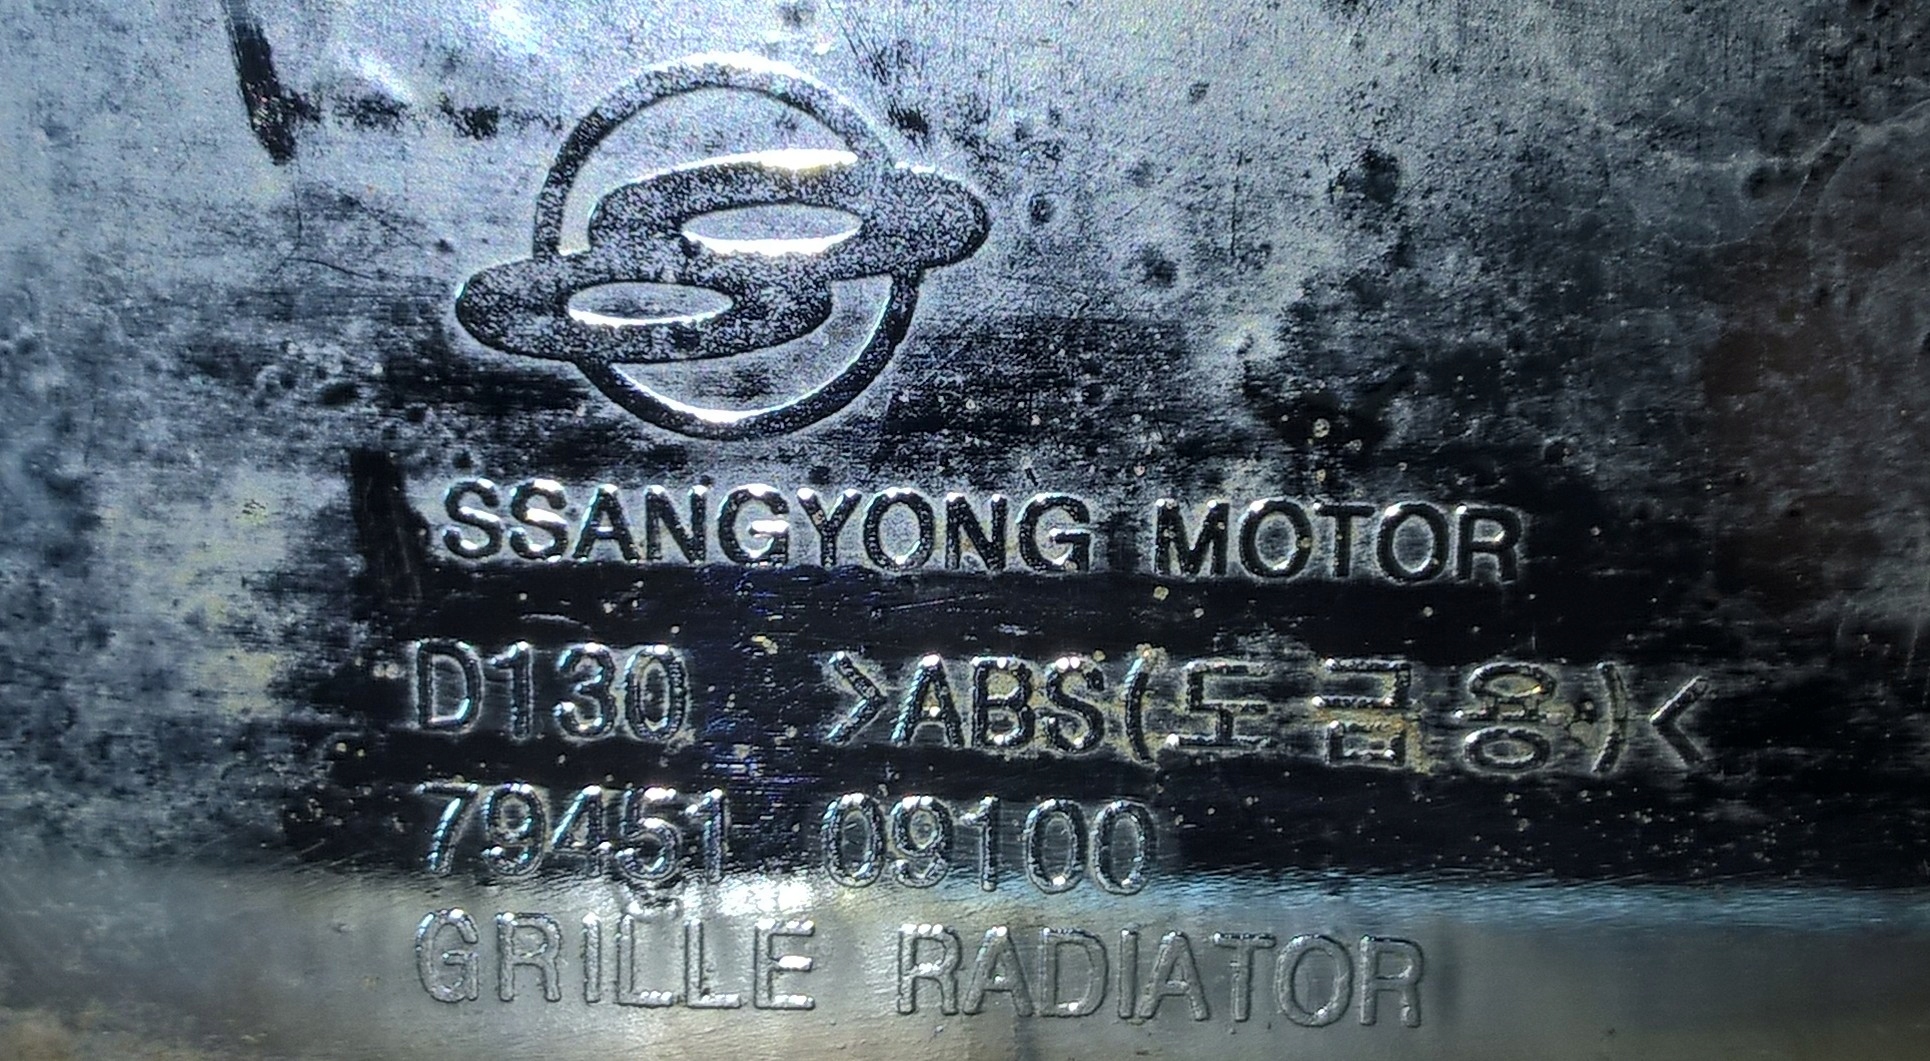 SSANGYONG MOTOR
D130 >ABS(도금용)<
79451 09100
GRILLE RADIATOR